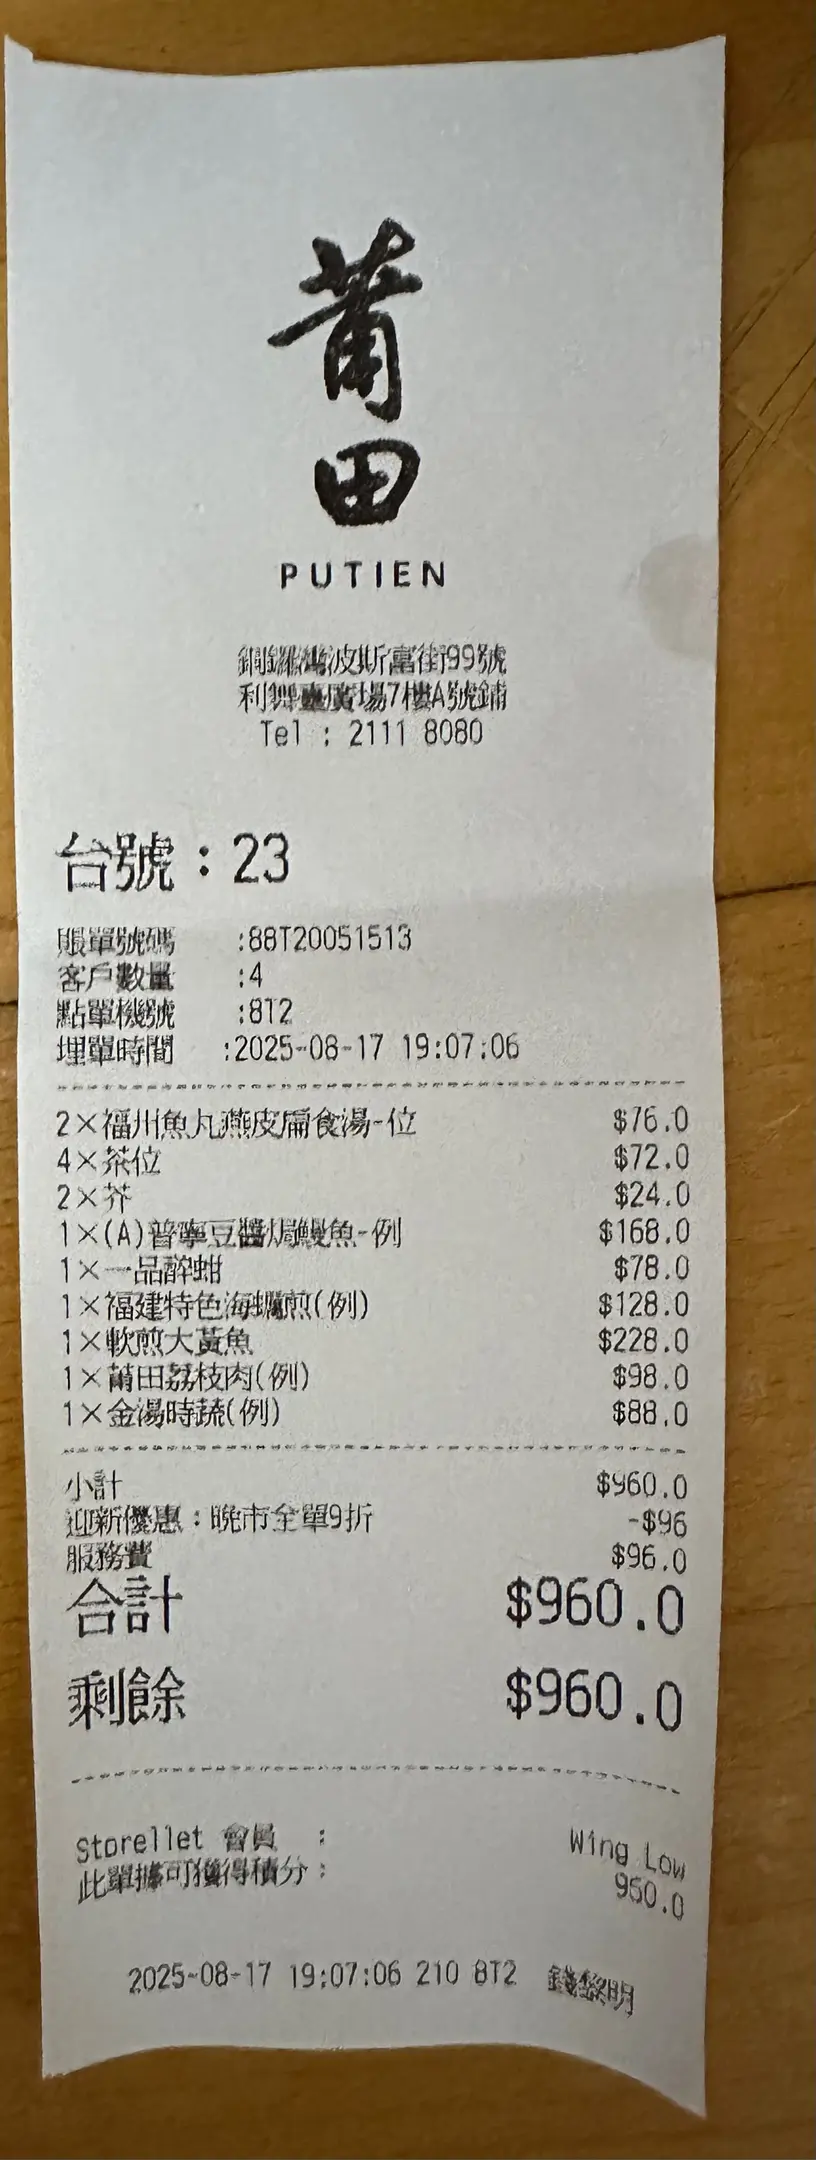 莆田
PUTIEN
銅鑼灣波斯富街99號
利舞臺廣場7樓A號鋪
Tel : 2111 8080
台號：23
賬單號碼 :88T20051513
客戶數量 :4
點單機號 :8T2
埋單時間 :2025-08-17 19:07:06
2×福州魚丸燕皮扁食湯-位 $76.0
4×茶位 $72.0
2×芥 $24.0
1×(A)普寧豆醬焗鰻魚-例 $168.0
1×一品醉蚶 $78.0
1×福建特色海蠣煎(例) $128.0
1×軟煎大黃魚 $228.0
1×莆田荔枝肉(例) $98.0
1×金湯時蔬(例) $88.0
小計 $960.0
迎新優惠：晚市全單9折 -$96
服務費 $96.0
合計 $960.0
剩餘 $960.0
Storellet 會員 : Wing Low
此單據可獲得積分 : 960.0
2025-08-17 19:07:06 210 8T2 錢黎明